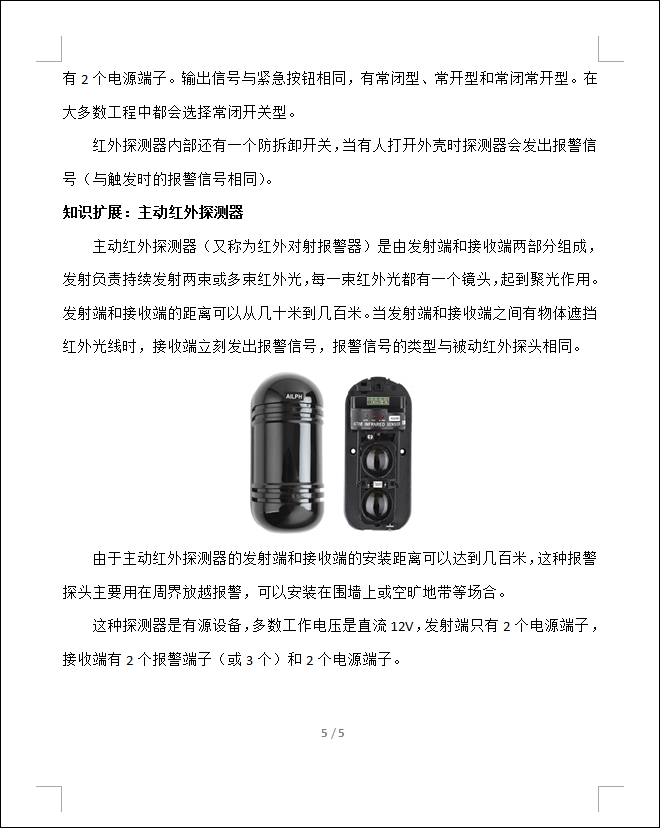 有 2 个电源端子。输出信号与紧急按钮相同，有常闭型、常开型和常闭常开型。在
大多数工程中都会选择常闭开关型。
红外探测器内部还有一个防拆卸开关，当有人打开外壳时探测器会发出报警信
号（与触发时的报警信号相同）。
知识扩展：主动红外探测器
主动红外探测器（又称为红外对射报警器）是由发射端和接收端两部分组成，
发射负责持续发射两束或多束红外光，每一束红外光都有一个镜头，起到聚光作用。
发射端和接收端的距离可以从几十米到几百米。当发射端和接收端之间有物体遮挡
红外光线时，接收端立刻发出报警信号，报警信号的类型与被动红外探头相同。
AILPH
ACTIVE INFRARED SENSOR
由于主动红外探测器的发射端和接收端的安装距离可以达到几百米，这种报警
探头主要用在周界放越报警，可以安装在围墙上或空旷地带等场合。
这种探测器是有源设备，多数工作电压是直流 12V，发射端只有 2 个电源端子，
接收端有 2 个报警端子（或 3 个）和 2 个电源端子。
5 / 5